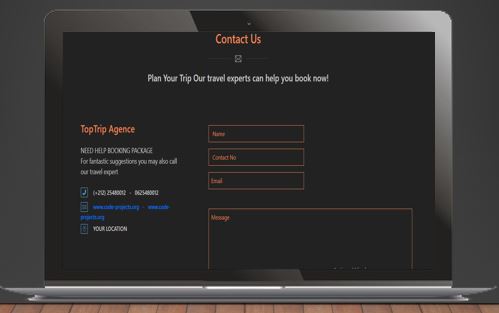 Contact Us
Plan Your Trip Our travel experts can help you book now!
TopTrip Agence
NEED HELP BOOKING PACKAGE
For fantastic suggestions you may also call
our travel expert
(+212) 25480012 - 0625480012
www.code-projects.org - www.code-
projects.org
YOUR LOCATION
Name
Contact No
Email
Message